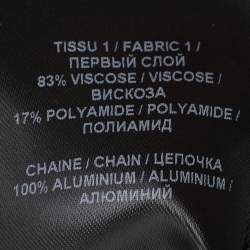 TISSU 1 / FABRIC 1 /
ПЕРВЫЙ СЛОЙ
83% VISCOSE / VISCOSE /
ВИСКОЗА
17% POLYAMIDE / POLYAMIDE /
ПОЛИАМИД
CHAINE / CHAIN / ЦЕПОЧКА
100% ALUMINIUM / ALUMINIUM /
АЛЮМИНИЙ